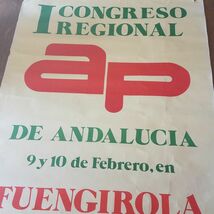 I CONGRESO
REGIONAL
ap
DE ANDALUCIA
9 y 10 de Febrero, en
FUENGIROLA